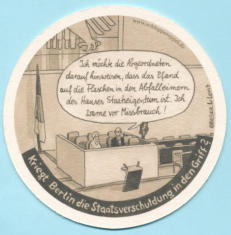 Ich möchte die Abgeordneten
darauf hinweisen, dass das Pfand
auf die Flaschen in den Abfalleimern
des Hauses Staatseigentum ist. Ich
warne vor Missbrauch!
Kriegt Berlin die Staatsverschuldung in den Griff?